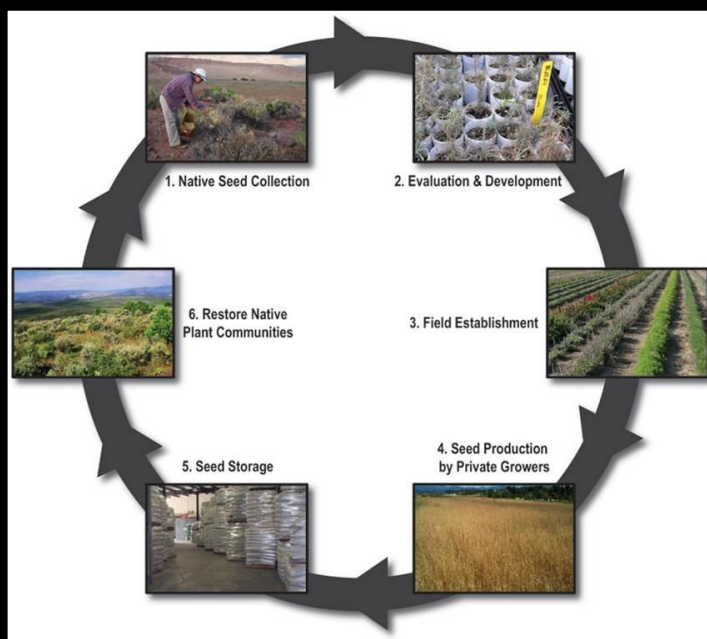 1. Native Seed Collection
2. Evaluation & Development
3. Field Establishment
4. Seed Production
by Private Growers
5. Seed Storage
6. Restore Native
Plant Communities